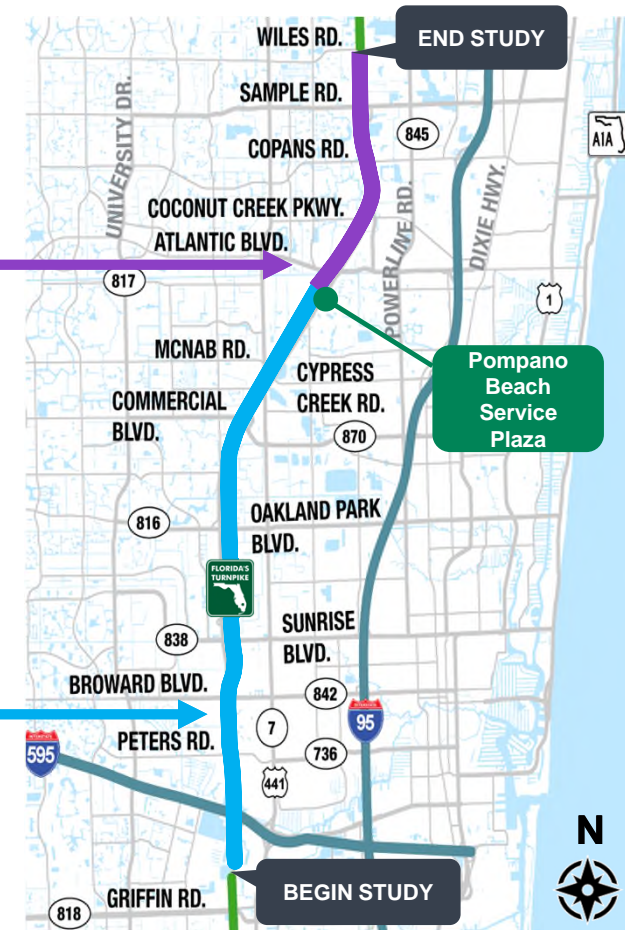 WILES RD.
END STUDY
SAMPLE RD.
845
A1A
COPANS RD.
UNIVERSITY DR.
COCONUT CREEK PKWY.
ATLANTIC BLVD.
POWERLINE RD.
DIXIE HWY.
817
1
MCNAB RD.
Pompano
Beach
Service
Plaza
CYPRESS
CREEK RD.
COMMERCIAL
BLVD.
870
816
OAKLAND PARK
BLVD.
FLORIDA'S
TURNPIKE
838
SUNRISE
BLVD.
BROWARD BLVD.
842
7
INTERSTATE
95
PETERS RD.
INTERSTATE
595
736
441
N
GRIFFIN RD.
BEGIN STUDY
818